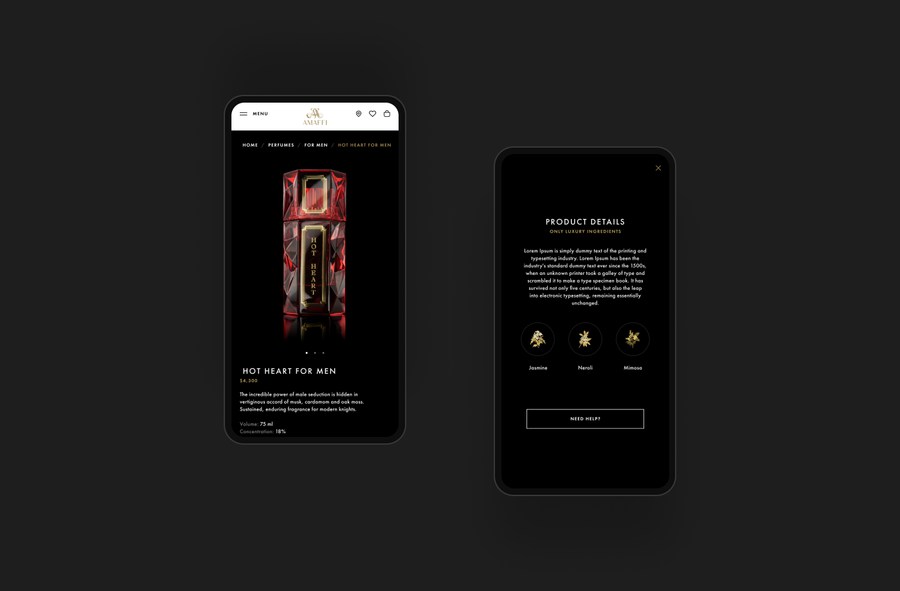 MENU
AMAFFI
HOME / PERFUMES / FOR MEN / HOT HEART FOR MEN
HOT HEART
HOT HEART FOR MEN
$4,200
The incredible power of male seduction is hidden in
vertiginous accord of musk, cardamom and oak moss.
Sustained, enduring fragrance for modern knights.
Volume: 75 ml
Concentration: 18%
PRODUCT DETAILS
ONLY LUXURY INGREDIENTS
Lorem Ipsum is simply dummy text of the printing and
typesetting industry. Lorem Ipsum has been the
industry's standard dummy text ever since the 1500s,
when an unknown printer took a galley of type and
scrambled it to make a type specimen book. It has
survived not only five centuries, but also the leap
into electronic typesetting, remaining essentially
unchanged.
Jasmine
Neroli
Mimosa
NEED HELP?